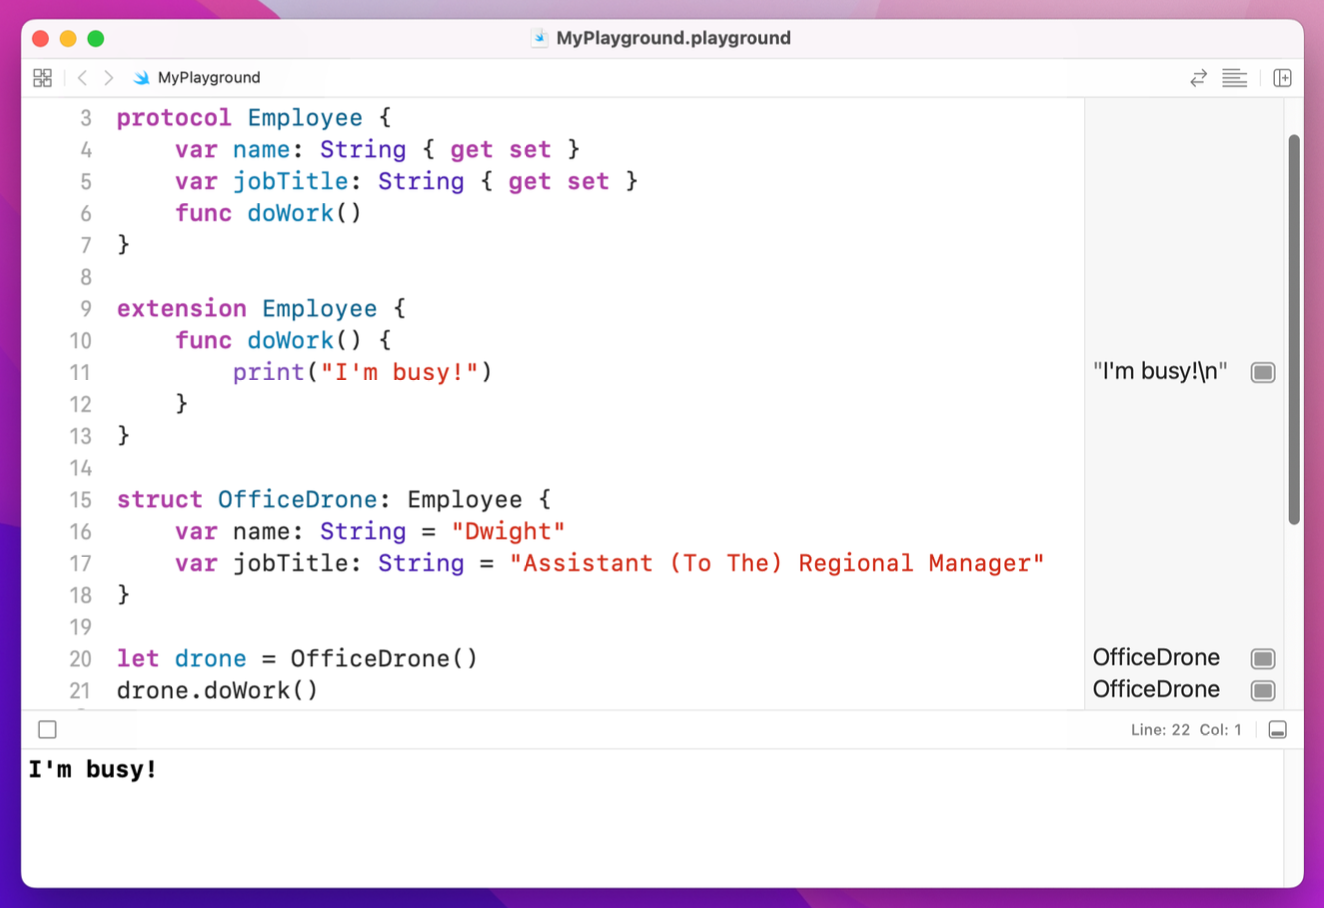 MyPlayground.playground
MyPlayground
3 protocol Employee {
4     var name: String { get set }
5     var jobTitle: String { get set }
6     func doWork()
7 }
8
9 extension Employee {
10     func doWork() {
11         print("I'm busy!") "I'm busy!\n"
12     }
13 }
14
15 struct OfficeDrone: Employee {
16     var name: String = "Dwight"
17     var jobTitle: String = "Assistant (To The) Regional Manager"
18 }
19
20 let drone = OfficeDrone() OfficeDrone
21 drone.doWork() OfficeDrone
Line: 22 Col: 1
I'm busy!